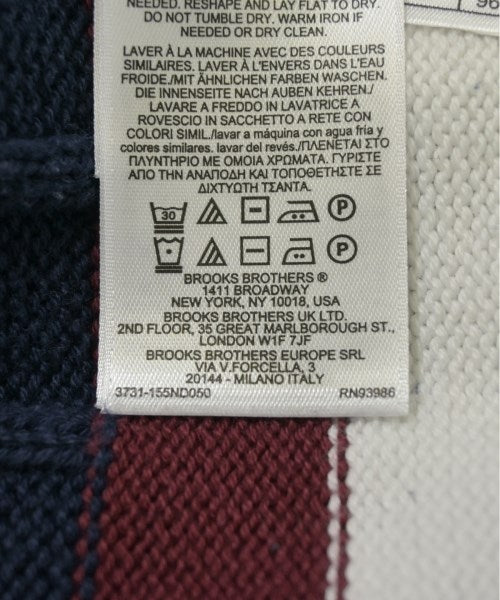 NEEDED. RESHAPE AND LAY FLAT TO DRY.
DO NOT TUMBLE DRY. WARM IRON IF
NEEDED OR DRY CLEAN.
LAVER À LA MACHINE AVEC DES COULEURS
SIMILAIRES. LAVER À L'ENVERS DANS L'EAU
FROIDE./MIT ÄHNLICHEN FARBEN WASCHEN.
DIE INNENSEITE NACH AUßEN KEHREN./
LAVARE A FREDDO IN LAVATRICE A
ROVESCIO IN SACCHETTO A RETE CON
COLORI SIMIL./lavar a máquina con agua fría y
colores similares. lavar del revés./ΠΛΕΝΕΤΑΙ ΣΤΟ
ΠΛΥΝΤΗΡΙΟ ΜΕ ΟΜΟΙΑ ΧΡΩΜΑΤΑ. ΓΥΡΙΣΤΕ
ΑΠΟ ΤΗΝ ΑΝΑΠΟΔΗ ΚΑΙ ΤΟΠΟΘΕΤΗΣΤΕ ΣΕ
ΔΙΧΤΥΩΤΗ ΤΣΑΝΤΑ.
30 P
P
BROOKS BROTHERS ®
1411 BROADWAY
NEW YORK, NY 10018, USA
BROOKS BROTHERS UK LTD.
2ND FLOOR, 35 GREAT MARLBOROUGH ST.,
LONDON W1F 7JF
BROOKS BROTHERS EUROPE SRL
VIA V.FORCELLA, 3
20144 - MILANO ITALY
3731-155ND050 RN93986